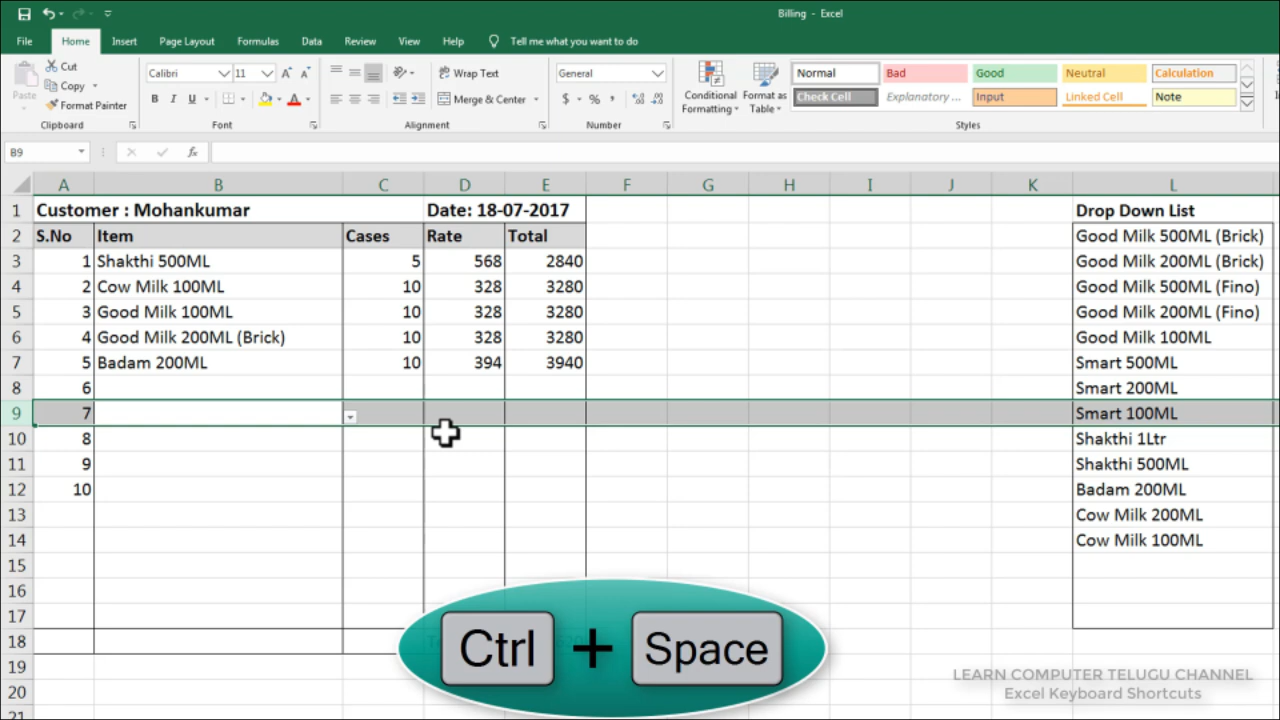 Billing - Excel
File Home Insert Page Layout Formulas Data Review View Help Tell me what you want to do
Paste Cut
Copy
Format Painter
Calibri 11 A A
B I U A
Wrap Text
Merge & Center
General
$ % ,
Conditional Formatting
Format as Table
Normal Bad Good Neutral Calculation
Check Cell Explanatory ... Input Linked Cell Note
Clipboard Font Alignment Number Styles
B9 fx
A B C D E F G H I J K L
1 Customer : Mohankumar Date: 18-07-2017 Drop Down List
2 S.No Item Cases Rate Total Good Milk 500ML (Brick)
3 1 Shakthi 500ML 5 568 2840 Good Milk 200ML (Brick)
4 2 Cow Milk 100ML 10 328 3280 Good Milk 500ML (Fino)
5 3 Good Milk 100ML 10 328 3280 Good Milk 200ML (Fino)
6 4 Good Milk 200ML (Brick) 10 328 3280 Good Milk 100ML
7 5 Badam 200ML 10 394 3940 Smart 500ML
8 6 Smart 200ML
9 7 Smart 100ML
10 8 Shakthi 1Ltr
11 9 Shakthi 500ML
12 10 Badam 200ML
13 Cow Milk 200ML
14 Cow Milk 100ML
15
16
17
18
19
20
21
Ctrl + Space
LEARN COMPUTER TELUGU CHANNEL
Excel Keyboard Shortcuts